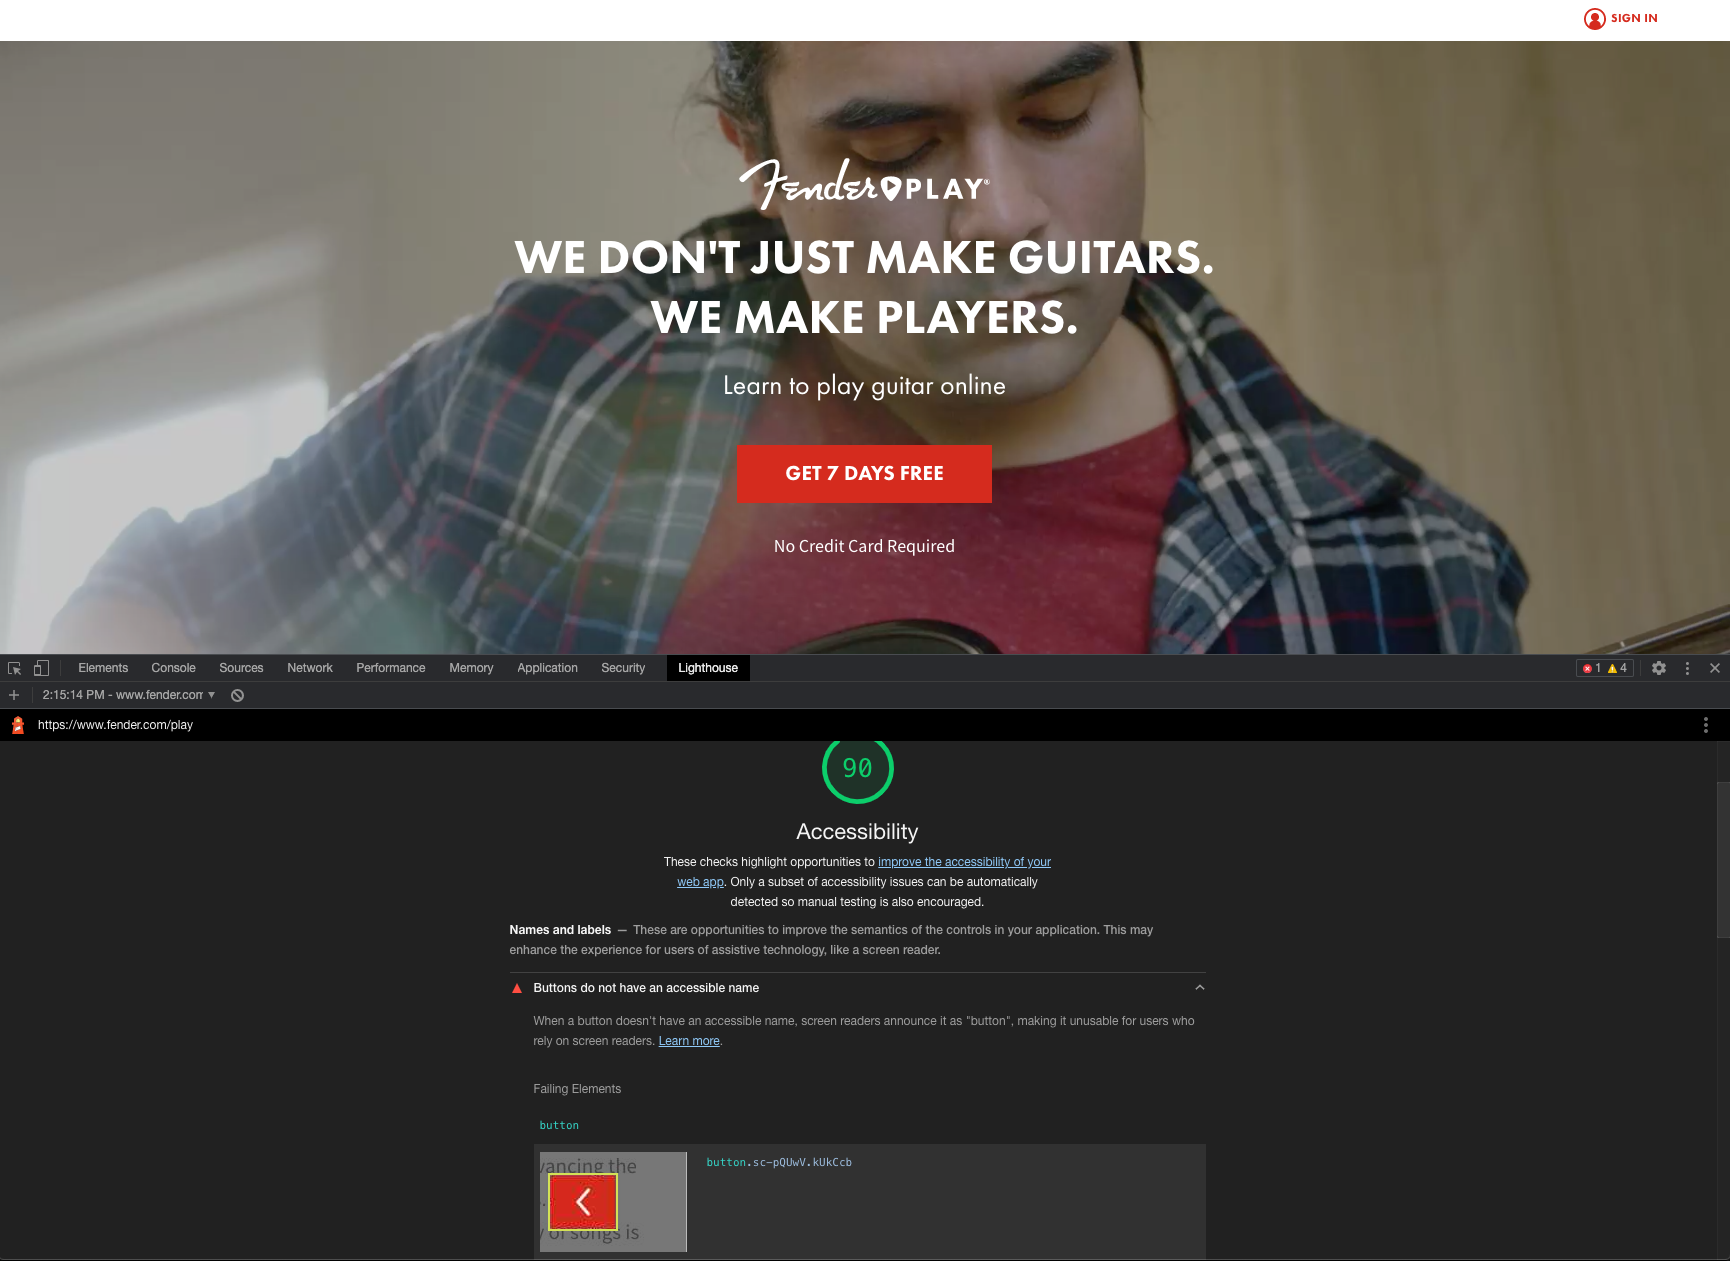 SIGN IN
Fender PLAY®
WE DON'T JUST MAKE GUITARS.
WE MAKE PLAYERS.
Learn to play guitar online
GET 7 DAYS FREE
No Credit Card Required
Elements Console Sources Network Performance Memory Application Security Lighthouse 1 4
2:15:14 PM - www.fender.com
https://www.fender.com/play
90
Accessibility
These checks highlight opportunities to improve the accessibility of your
web app. Only a subset of accessibility issues can be automatically
detected so manual testing is also encouraged.
Names and labels — These are opportunities to improve the semantics of the controls in your application. This may
enhance the experience for users of assistive technology, like a screen reader.
Buttons do not have an accessible name
When a button doesn't have an accessible name, screen readers announce it as "button", making it unusable for users who
rely on screen readers. Learn more.
Failing Elements
button
vancing the
button.sc-pQUwV.kUkCcb
y of songs is